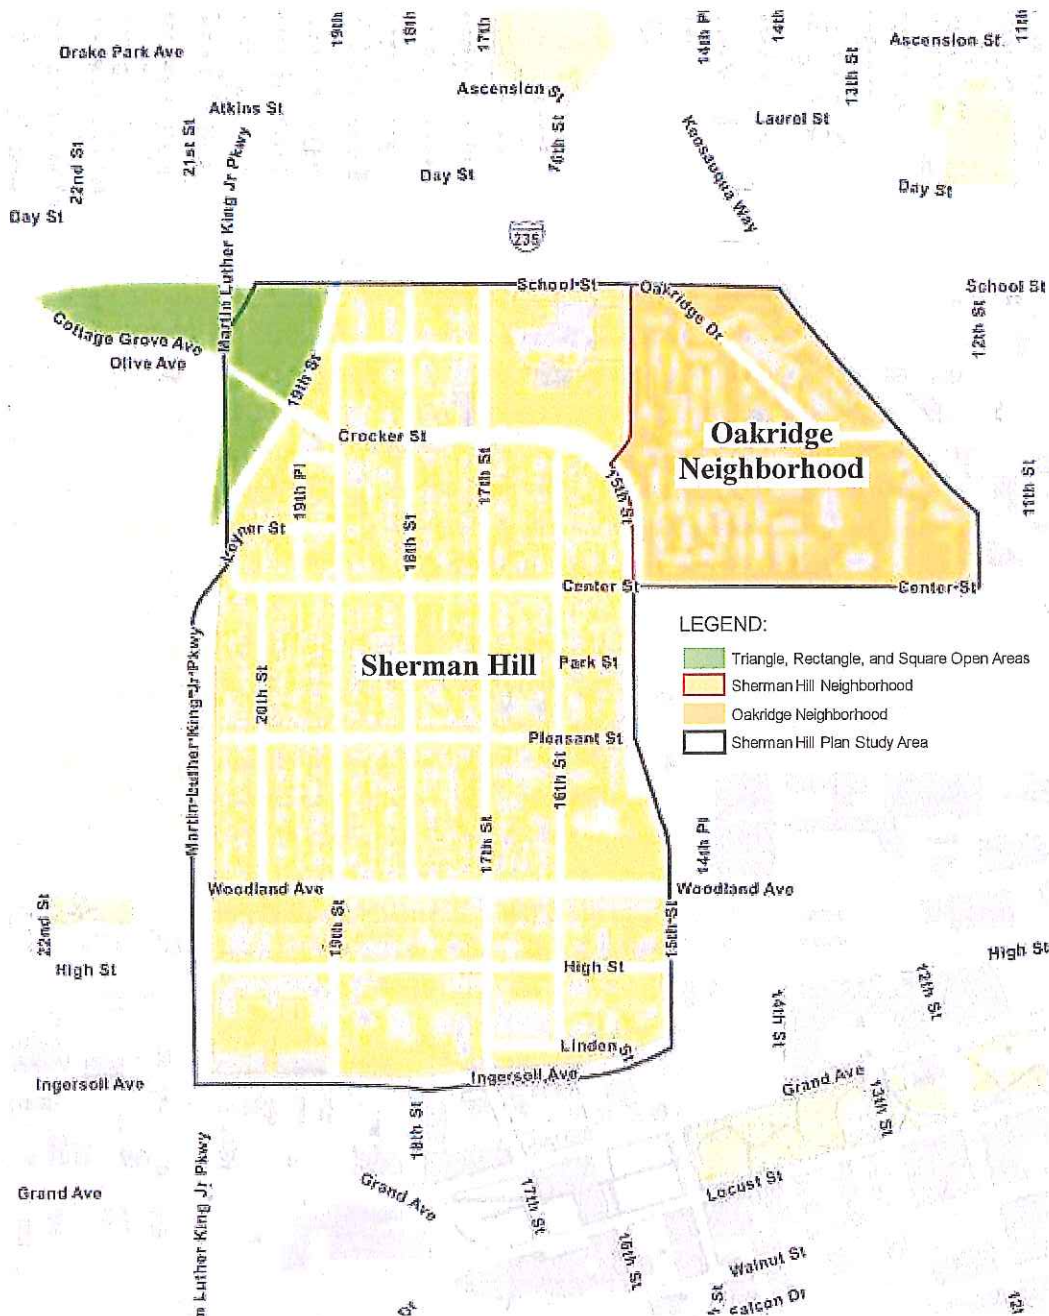 19th
18th
17th
14th Pl
14th
11th
Drake Park Ave
Ascension St
Ascension St
13th St
Atkins St
Laurel St
21st St
22nd St
16th St
Keosauqua Way
Day St
Day St
Day St
Martin Luther King Jr Pkwy
235
School St
Oakridge Dr
School St
12th St
Cottage Grove Ave
Olive Ave
19th St
Crocker St
Oakridge
Neighborhood
17th St
15th St
19th Pl
11th St
Leyner St
18th St
Center St
Center St
LEGEND:
Triangle, Rectangle, and Square Open Areas
Sherman Hill Neighborhood
Oakridge Neighborhood
Sherman Hill Plan Study Area
Sherman Hill
Park St
Martin Luther King Jr Pkwy
20th St
Pleasant St
16th St
17th St
14th Pl
Woodland Ave
Woodland Ave
22nd St
19th St
15th St
High St
High St
High St
12th St
14th St
Linden St
Ingersoll Ave
Ingersoll Ave
Grand Ave
13th St
18th St
Grand Ave
Grand Ave
Locust St
17th St
15th St
n Luther King Jr Pkwy
Walnut St
Dr
h St
alcon Dr
12t